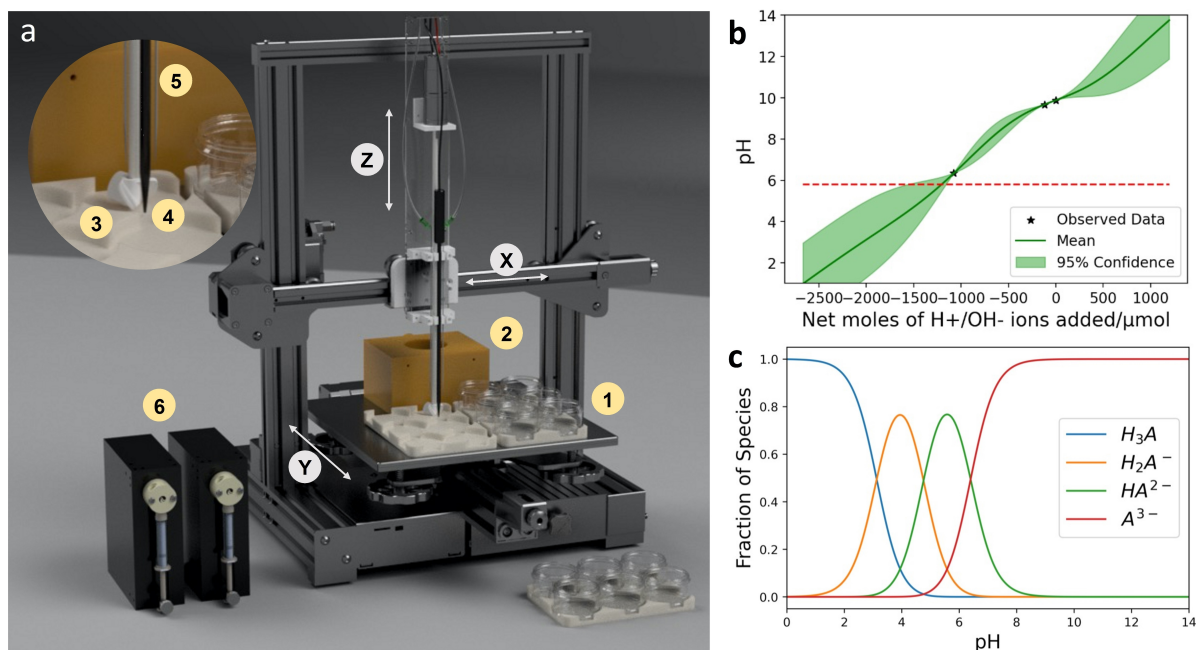 a
5
3
4
Z
X
2
1
6
Y
b
14
12
10
8
6
4
2
pH
Observed Data
Mean
95% Confidence
−2500 −2000 −1500 −1000 −500 0 500 1000
Net moles of H+/OH- ions added/μmol
c
1.0
0.8
0.6
0.4
0.2
0.0
Fraction of Species
H₃A
H₂A⁻
HA²⁻
A³⁻
0 2 4 6 8 10 12 14
pH